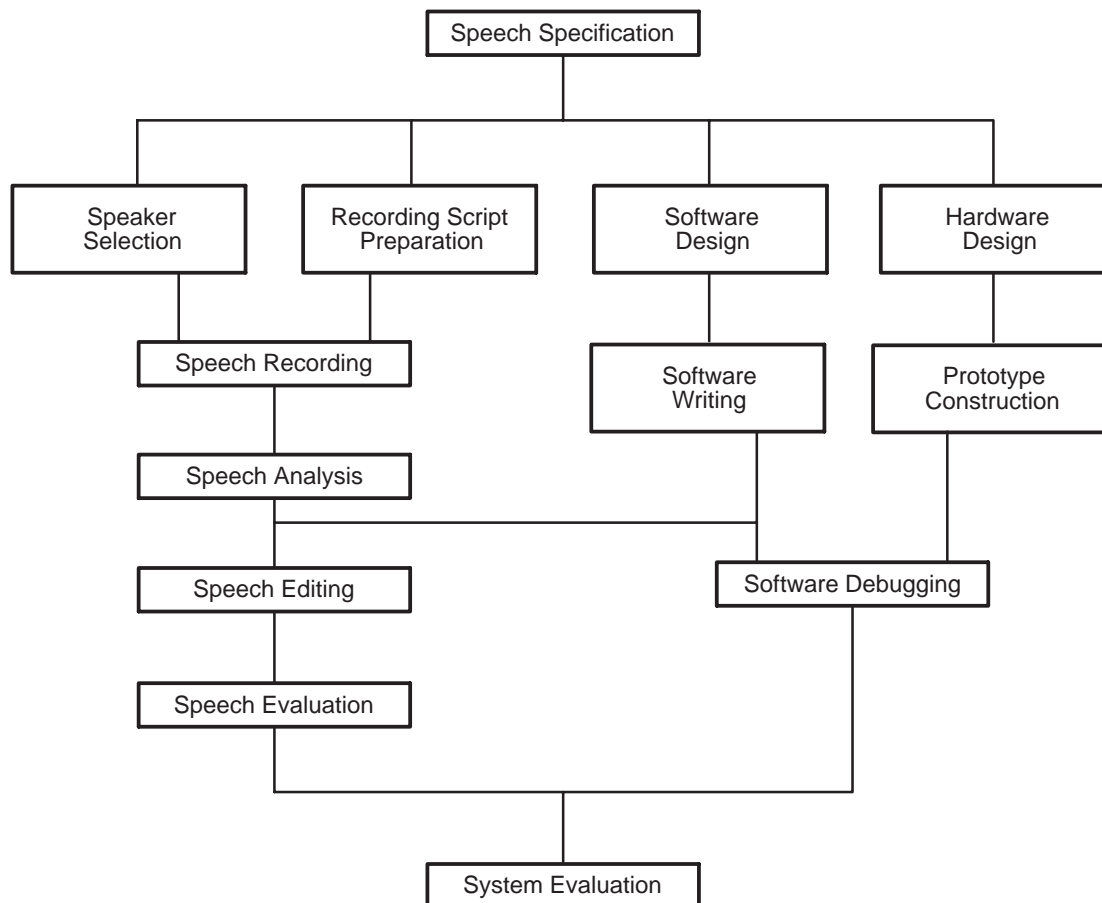 Speech Specification
Speaker
Selection
Recording Script
Preparation
Software
Design
Hardware
Design
Speech Recording
Software
Writing
Prototype
Construction
Speech Analysis
Speech Editing
Software Debugging
Speech Evaluation
System Evaluation